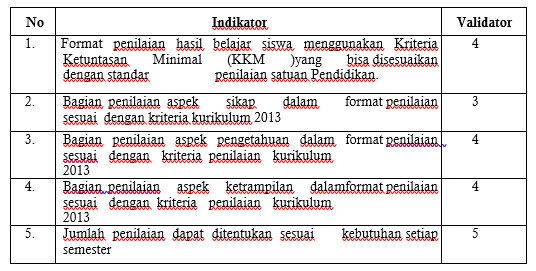 No Indikator Validator
1. Format penilaian hasil belajar siswa menggunakan Kriteria 4
Ketuntasan Minimal (KKM )yang bisa disesuaikan
dengan standar penilaian satuan Pendidikan.
2. Bagian penilaian aspek sikap dalam format penilaian 3
sesuai dengan kriteria kurikulum 2013
3. Bagian penilaian aspek pengetahuan dalam format penilaian 4
sesuai dengan kriteria penilaian kurikulum
2013
4. Bagian penilaian aspek ketrampilan dalamformat penilaian 4
sesuai dengan kriteria penilaian kurikulum
2013
5. Jumlah penilaian dapat ditentukan sesuai kebutuhan setiap 5
semester